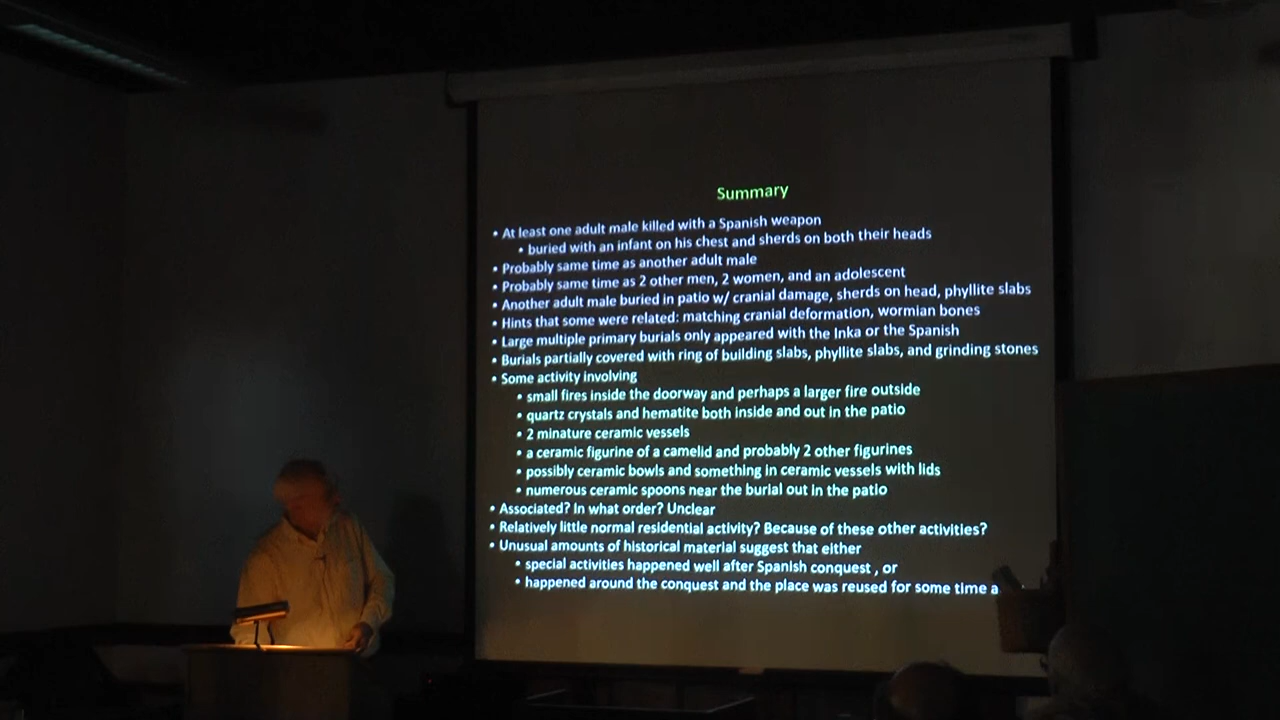 Summary
• At least one adult male killed with a Spanish weapon
• buried with an infant on his chest and sherds on both their heads
• Probably same time as another adult male
• Probably same time as 2 other men, 2 women, and an adolescent
• Another adult male buried in patio w/ cranial damage, sherds on head, phyllite slabs
• Hints that some were related: matching cranial deformation, wormian bones
• Large multiple primary burials only appeared with the Inka or the Spanish
• Burials partially covered with ring of building slabs, phyllite slabs, and grinding stones
• Some activity involving
• small fires inside the doorway and perhaps a larger fire outside
• quartz crystals and hematite both inside and out in the patio
• 2 minature ceramic vessels
• a ceramic figurine of a camelid and probably 2 other figurines
• possibly ceramic bowls and something in ceramic vessels with lids
• numerous ceramic spoons near the burial out in the patio
• Associated? In what order? Unclear
• Relatively little normal residential activity? Because of these other activities?
• Unusual amounts of historical material suggest that either
• special activities happened well after Spanish conquest , or
• happened around the conquest and the place was reused for some time a